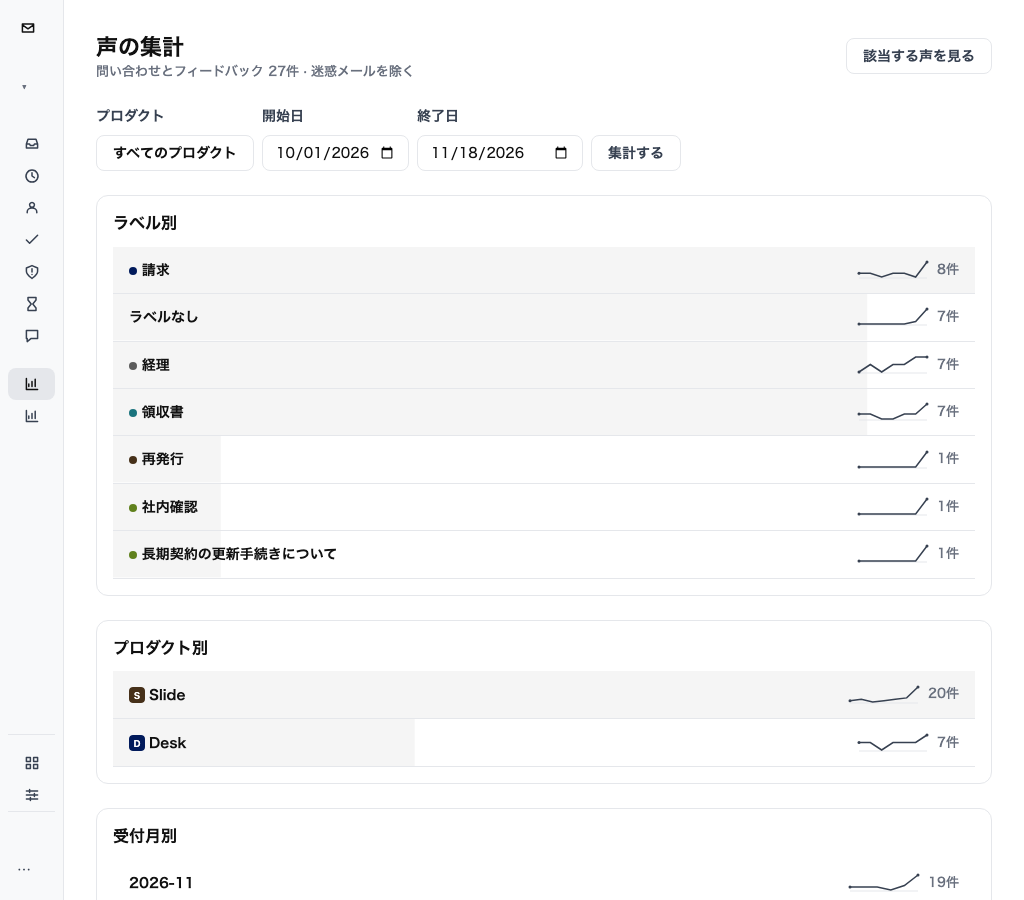 声の集計
問い合わせとフィードバック 27件 · 迷惑メールを除く
該当する声を見る
プロダクト
開始日
終了日
すべてのプロダクト
10/01/2026
11/18/2026
集計する
ラベル別
請求 8件
ラベルなし 7件
経理 7件
領収書 7件
再発行 1件
社内確認 1件
長期契約の更新手続きについて 1件
プロダクト別
S Slide 20件
D Desk 7件
受付月別
2026-11 19件